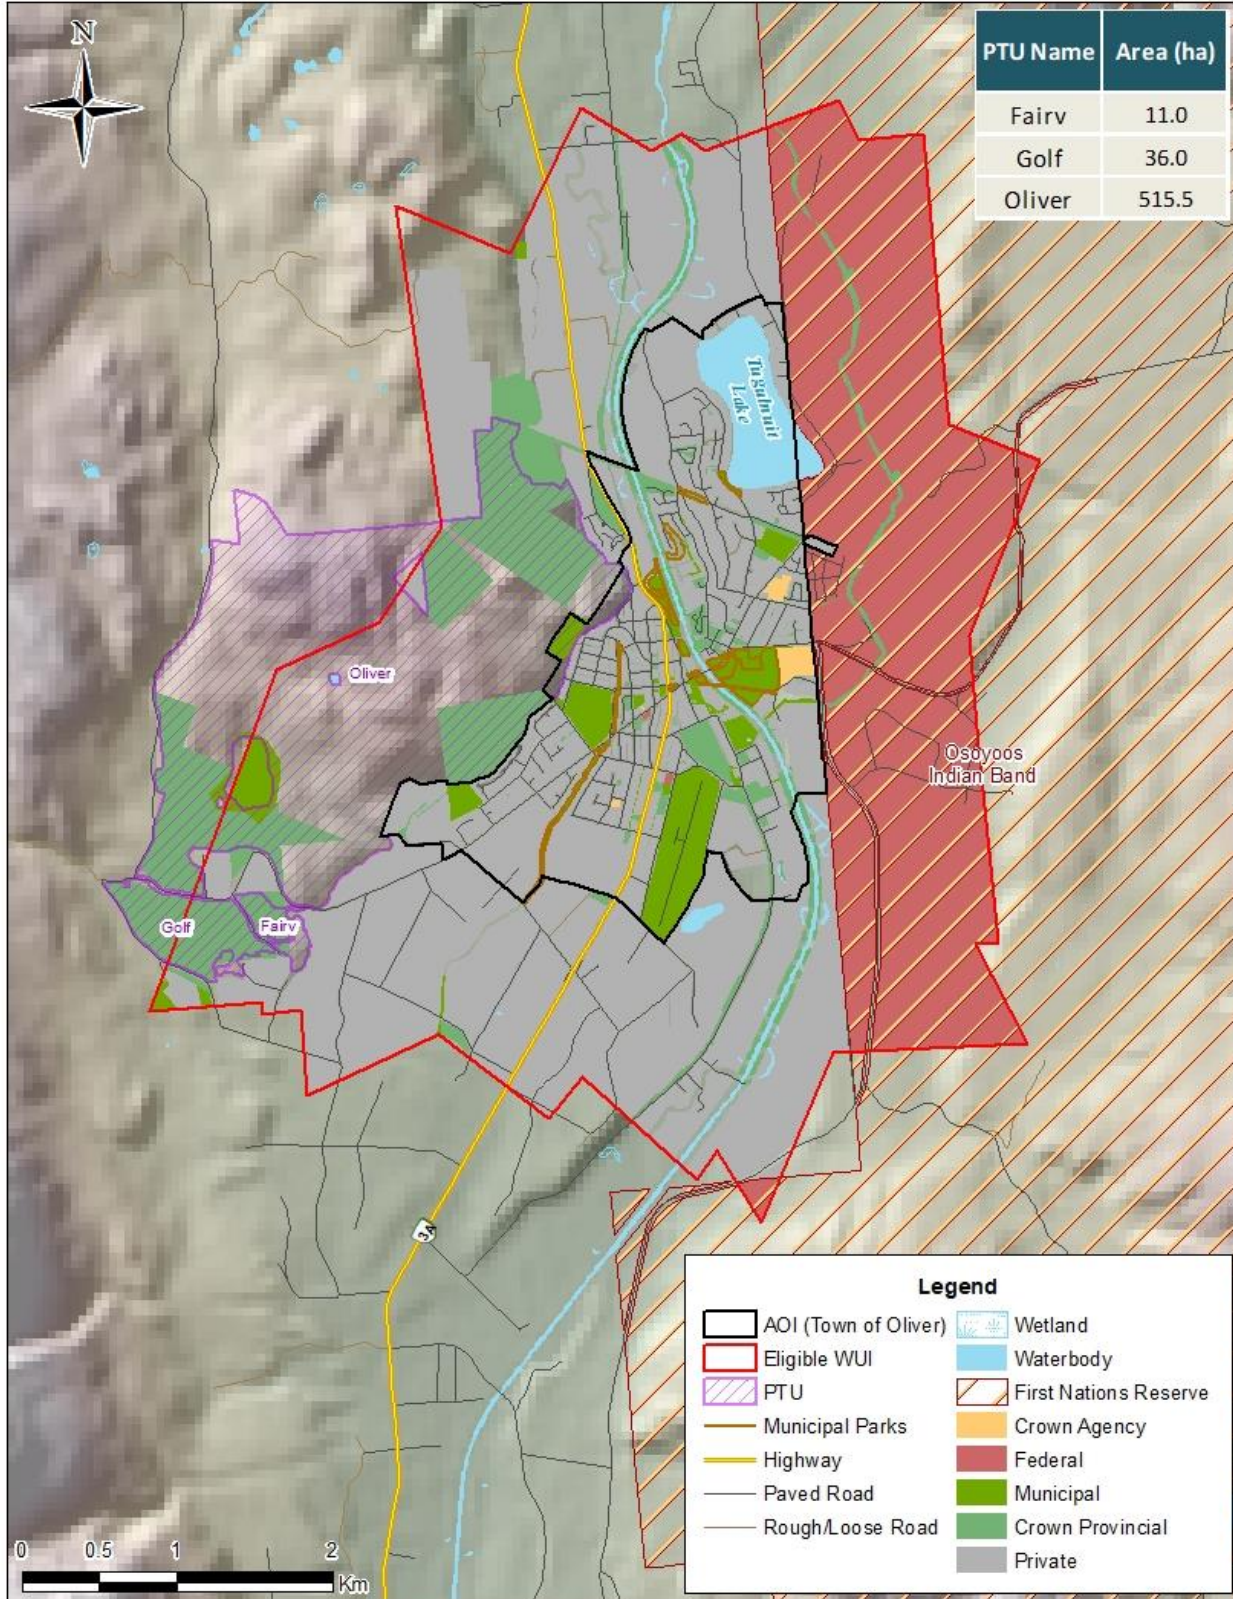 N
PTU Name Area (ha)
Fairv 11.0
Golf 36.0
Oliver 515.5
Tugulnuit
Lake
Oliver
Osoyoos
Indian Band
Golf
Fairv
3A
Legend
AOI (Town of Oliver)
Eligible WUI
PTU
Municipal Parks
Highway
Paved Road
Rough/Loose Road
Wetland
Waterbody
First Nations Reserve
Crown Agency
Federal
Municipal
Crown Provincial
Private
0 0.5 1 2
Km